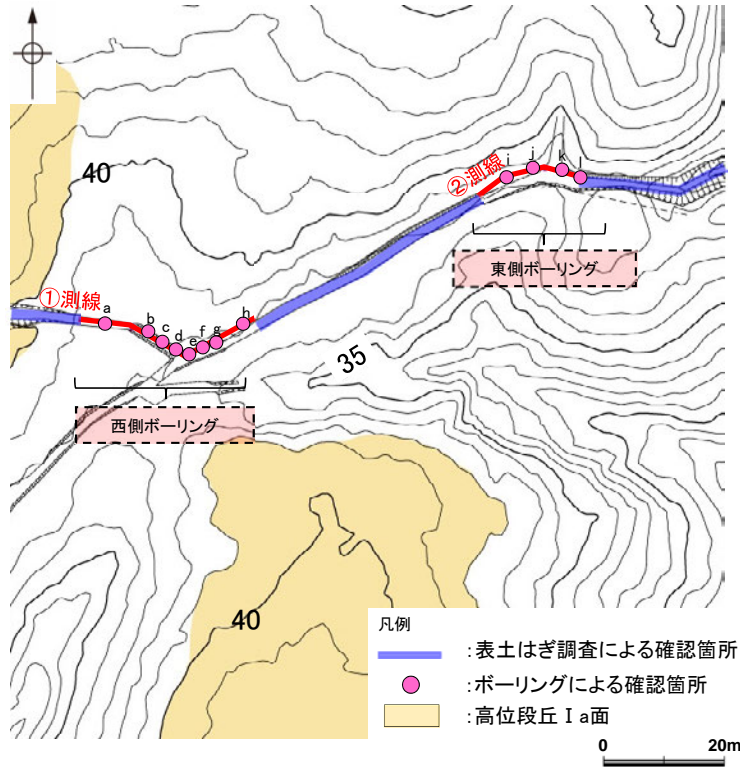 40
②測線
i
j
k
l
東側ボーリング
①測線
a
b
c
d
e
f
g
h
35
西側ボーリング
40
凡例
:表土はぎ調査による確認箇所
:ボーリングによる確認箇所
:高位段丘Ⅰa面
0 20m